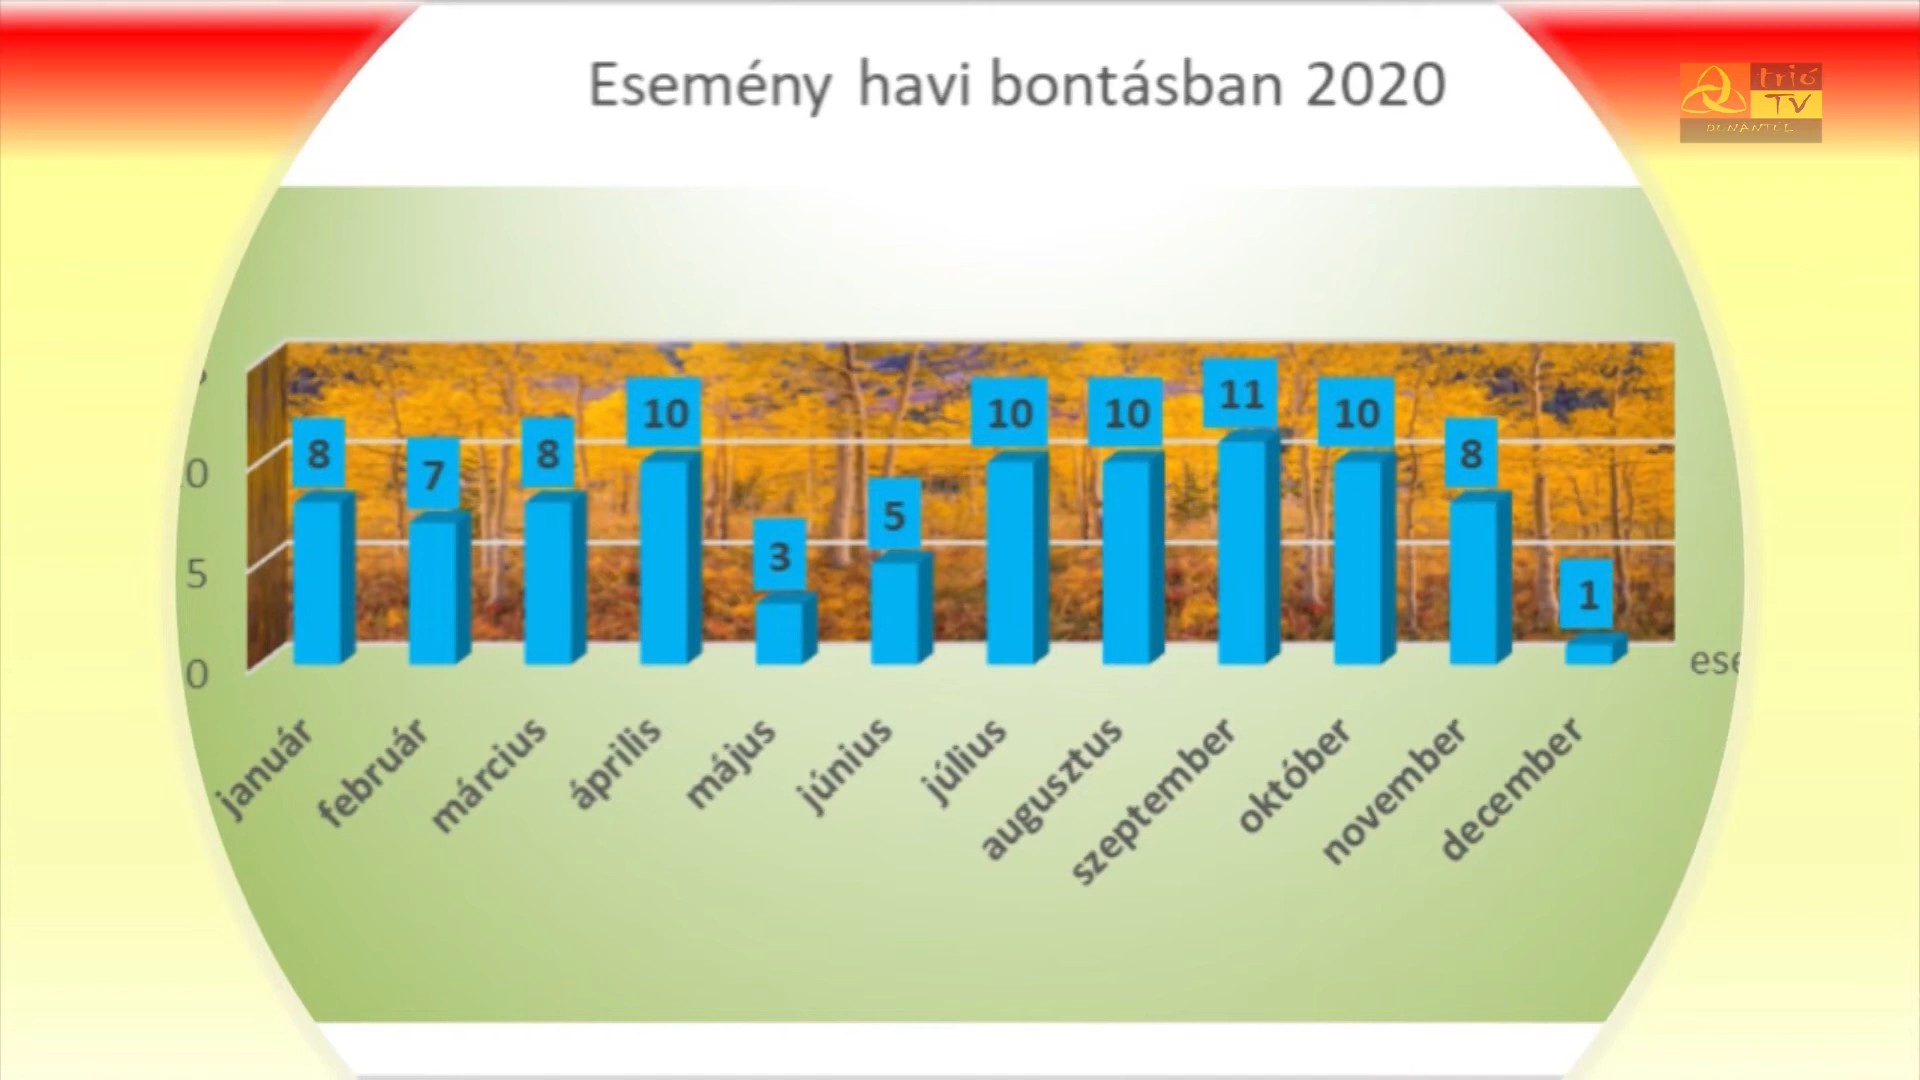 Esemény havi bontásban 2020
trió
TV
DUNANTÚL
8 7 8 10 3 5 10 10 11 10 8 1
5
0
január február március április május június július augusztus szeptember október november december